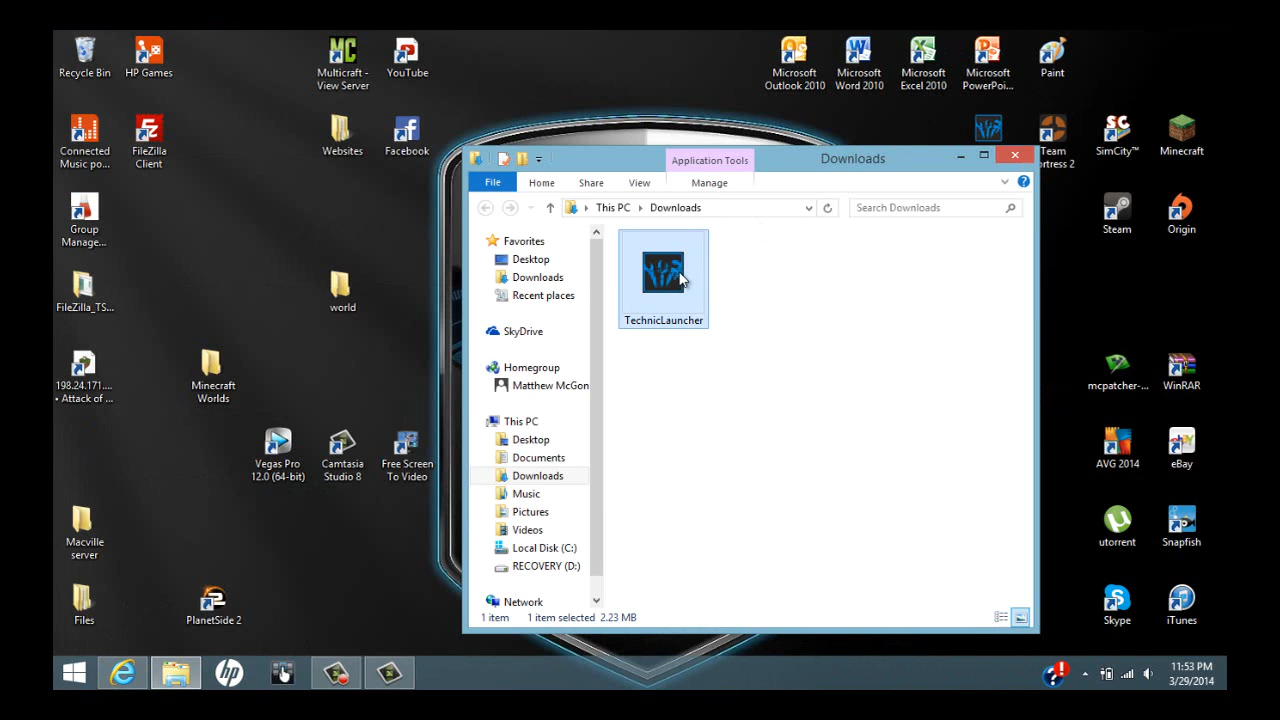 Recycle Bin
HP Games
Multicraft -
View Server
YouTube
Microsoft
Outlook 2010
Microsoft
Word 2010
Microsoft
Excel 2010
Microsoft
PowerPoi...
Paint
Connected
Music po...
FileZilla
Client
Websites
Facebook
Team
ortress 2
SC
SimCity™
Minecraft
Group
Manage...
Steam
Origin
FileZilla_TS...
world
198.24.171....
• Attack of ...
Minecraft
Worlds
mcpatcher-...
WinRAR
Vegas Pro
12.0 (64-bit)
Camtasia
Studio 8
Free Screen
To Video
AVG 2014
eBay
Macville
server
utorrent
Snapfish
Files
PlanetSide 2
Skype
iTunes
Application Tools
Downloads
File
Home
Share
View
Manage
This PC
Downloads
Search Downloads
Favorites
Desktop
Downloads
Recent places
SkyDrive
Homegroup
Matthew McGon
This PC
Desktop
Documents
Downloads
Music
Pictures
Videos
Local Disk (C:)
RECOVERY (D:)
Network
TechnicLauncher
1 item
1 item selected 2.23 MB
11:53 PM
3/29/2014